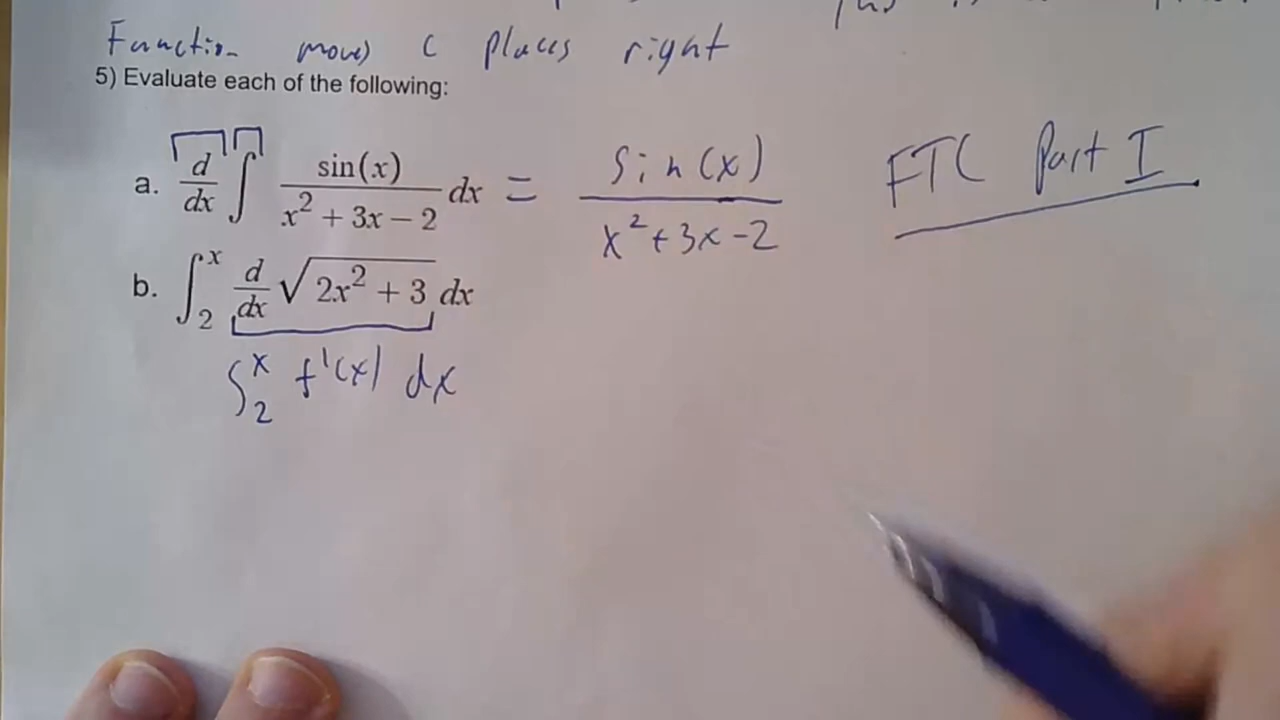 Function moves C places right
5) Evaluate each of the following:
a. d/dx ∫ sin(x)/(x² + 3x − 2) dx = sin(x)/(x² + 3x − 2)
FTC Part I
b. ∫₂ˣ d/dx √(2x² + 3) dx
∫₂ˣ f'(x) dx